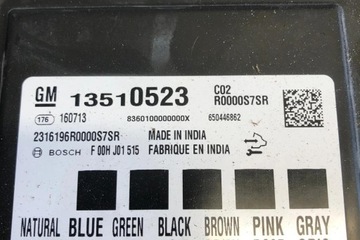 GM 13510523 C02
R0000S7SR
176 160713 8360100000000X 650446862
2316196R0000S7SR MADE IN INDIA
BOSCH F 00H J01 515 FABRIQUE EN INDIA
NATURAL BLUE GREEN BLACK BROWN PINK GRAY